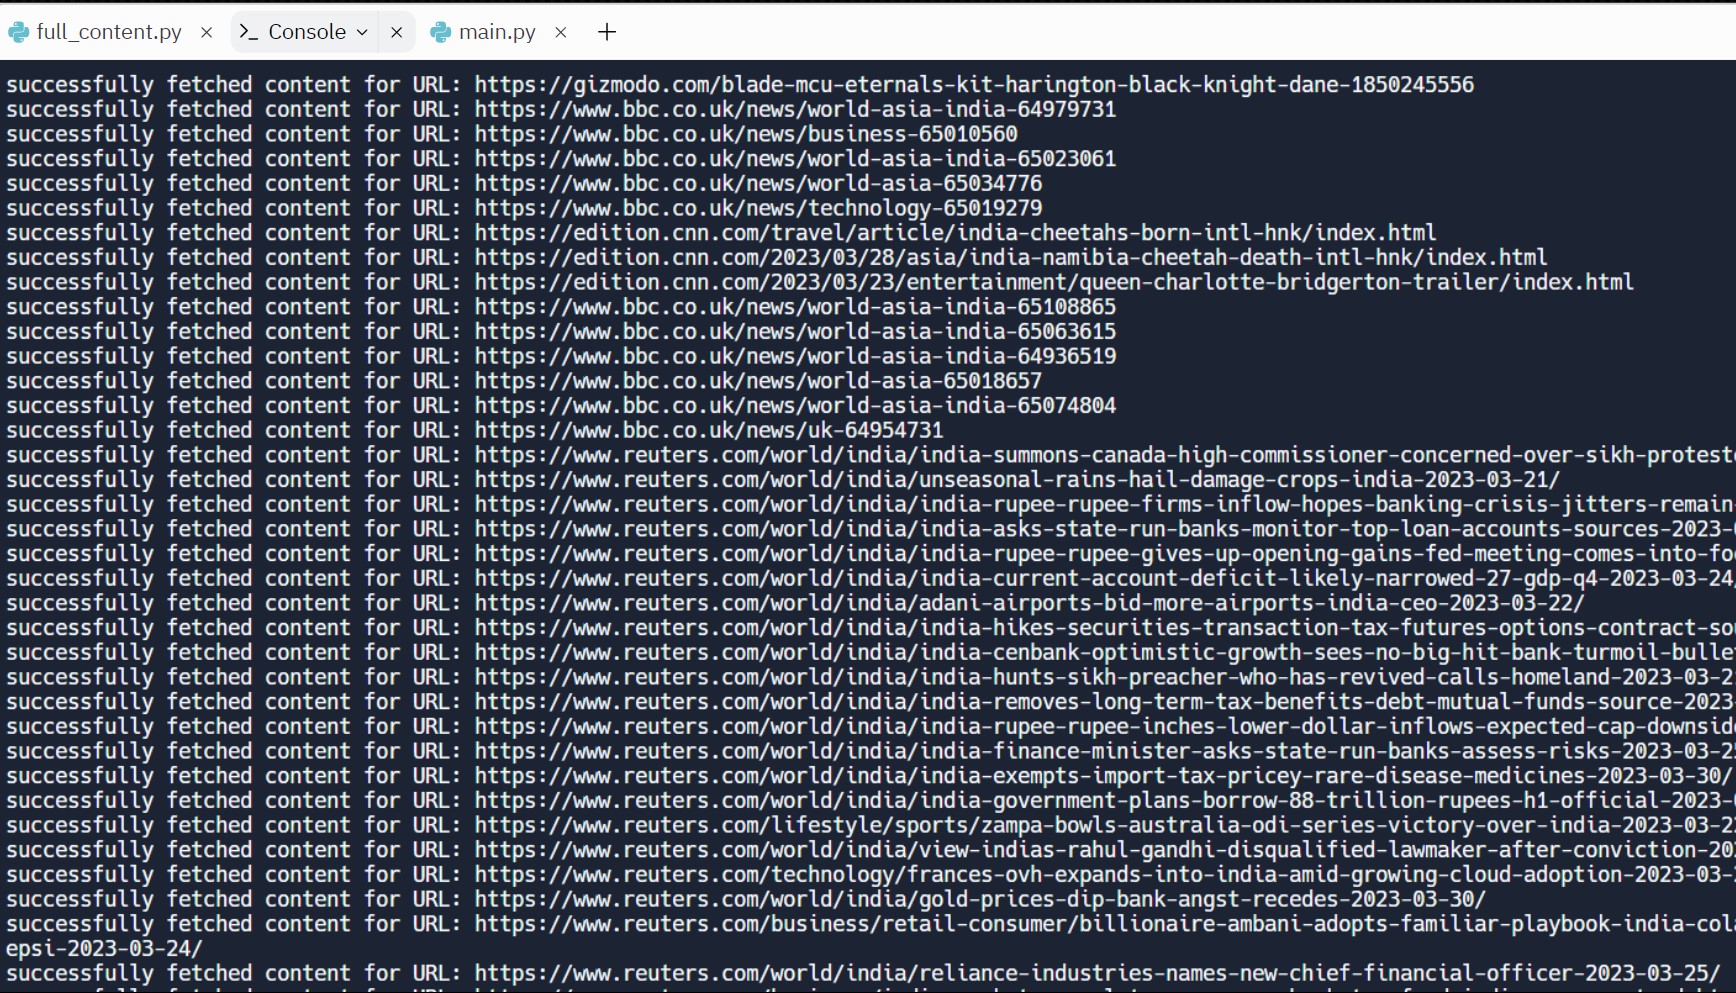 full_content.py × >_ Console × main.py × +
successfully fetched content for URL: https://gizmodo.com/blade-mcu-eternals-kit-harington-black-knight-dane-1850245556
successfully fetched content for URL: https://www.bbc.co.uk/news/world-asia-india-64979731
successfully fetched content for URL: https://www.bbc.co.uk/news/business-65010560
successfully fetched content for URL: https://www.bbc.co.uk/news/world-asia-india-65023061
successfully fetched content for URL: https://www.bbc.co.uk/news/world-asia-65034776
successfully fetched content for URL: https://www.bbc.co.uk/news/technology-65019279
successfully fetched content for URL: https://edition.cnn.com/travel/article/india-cheetahs-born-intl-hnk/index.html
successfully fetched content for URL: https://edition.cnn.com/2023/03/28/asia/india-namibia-cheetah-death-intl-hnk/index.html
successfully fetched content for URL: https://edition.cnn.com/2023/03/23/entertainment/queen-charlotte-bridgerton-trailer/index.html
successfully fetched content for URL: https://www.bbc.co.uk/news/world-asia-india-65108865
successfully fetched content for URL: https://www.bbc.co.uk/news/world-asia-india-65063615
successfully fetched content for URL: https://www.bbc.co.uk/news/world-asia-india-64936519
successfully fetched content for URL: https://www.bbc.co.uk/news/world-asia-65018657
successfully fetched content for URL: https://www.bbc.co.uk/news/world-asia-india-65074804
successfully fetched content for URL: https://www.bbc.co.uk/news/uk-64954731
successfully fetched content for URL: https://www.reuters.com/world/india/india-summons-canada-high-commissioner-concerned-over-sikh-protest
successfully fetched content for URL: https://www.reuters.com/world/india/unseasonal-rains-hail-damage-crops-india-2023-03-21/
successfully fetched content for URL: https://www.reuters.com/world/india/india-rupee-rupee-firms-inflow-hopes-banking-crisis-jitters-remain-
successfully fetched content for URL: https://www.reuters.com/world/india/india-asks-state-run-banks-monitor-top-loan-accounts-sources-2023-
successfully fetched content for URL: https://www.reuters.com/world/india/india-rupee-rupee-gives-up-opening-gains-fed-meeting-comes-into-fo
successfully fetched content for URL: https://www.reuters.com/world/india/india-current-account-deficit-likely-narrowed-27-gdp-q4-2023-03-24/
successfully fetched content for URL: https://www.reuters.com/world/india/adani-airports-bid-more-airports-india-ceo-2023-03-22/
successfully fetched content for URL: https://www.reuters.com/world/india/india-hikes-securities-transaction-tax-futures-options-contract-so
successfully fetched content for URL: https://www.reuters.com/world/india/india-cenbank-optimistic-growth-sees-no-big-hit-bank-turmoil-bulle
successfully fetched content for URL: https://www.reuters.com/world/india/india-hunts-sikh-preacher-who-has-revived-calls-homeland-2023-03-2
successfully fetched content for URL: https://www.reuters.com/world/india/india-removes-long-term-tax-benefits-debt-mutual-funds-source-2023-
successfully fetched content for URL: https://www.reuters.com/world/india/india-rupee-rupee-inches-lower-dollar-inflows-expected-cap-downsid
successfully fetched content for URL: https://www.reuters.com/world/india/india-finance-minister-asks-state-run-banks-assess-risks-2023-03-25
successfully fetched content for URL: https://www.reuters.com/world/india/india-exempts-import-tax-pricey-rare-disease-medicines-2023-03-30/
successfully fetched content for URL: https://www.reuters.com/world/india/india-government-plans-borrow-88-trillion-rupees-h1-official-2023-
successfully fetched content for URL: https://www.reuters.com/lifestyle/sports/zampa-bowls-australia-odi-series-victory-over-india-2023-03-2
successfully fetched content for URL: https://www.reuters.com/world/india/view-indias-rahul-gandhi-disqualified-lawmaker-after-conviction-20
successfully fetched content for URL: https://www.reuters.com/technology/frances-ovh-expands-into-india-amid-growing-cloud-adoption-2023-03-
successfully fetched content for URL: https://www.reuters.com/world/india/gold-prices-dip-bank-angst-recedes-2023-03-30/
successfully fetched content for URL: https://www.reuters.com/business/retail-consumer/billionaire-ambani-adopts-familiar-playbook-india-col
epsi-2023-03-24/
successfully fetched content for URL: https://www.reuters.com/world/india/reliance-industries-names-new-chief-financial-officer-2023-03-25/